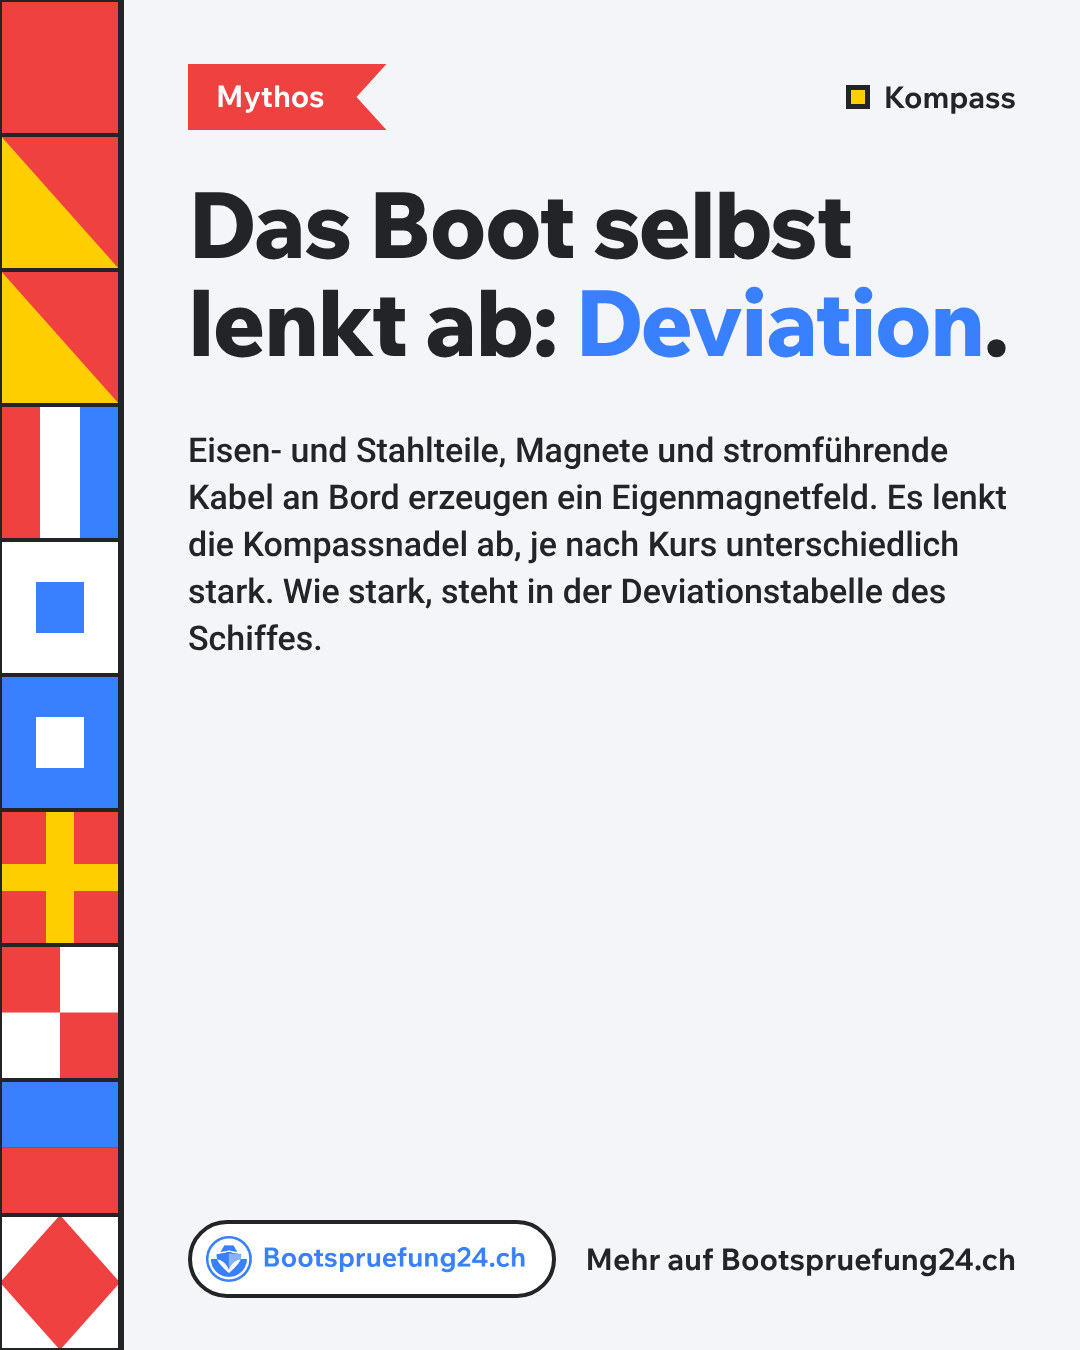 Mythos
Kompass
Das Boot selbst
lenkt ab: Deviation.
Eisen- und Stahlteile, Magnete und stromführende
Kabel an Bord erzeugen ein Eigenmagnetfeld. Es lenkt
die Kompassnadel ab, je nach Kurs unterschiedlich
stark. Wie stark, steht in der Deviationstabelle des
Schiffes.
Bootspruefung24.ch
Mehr auf Bootspruefung24.ch